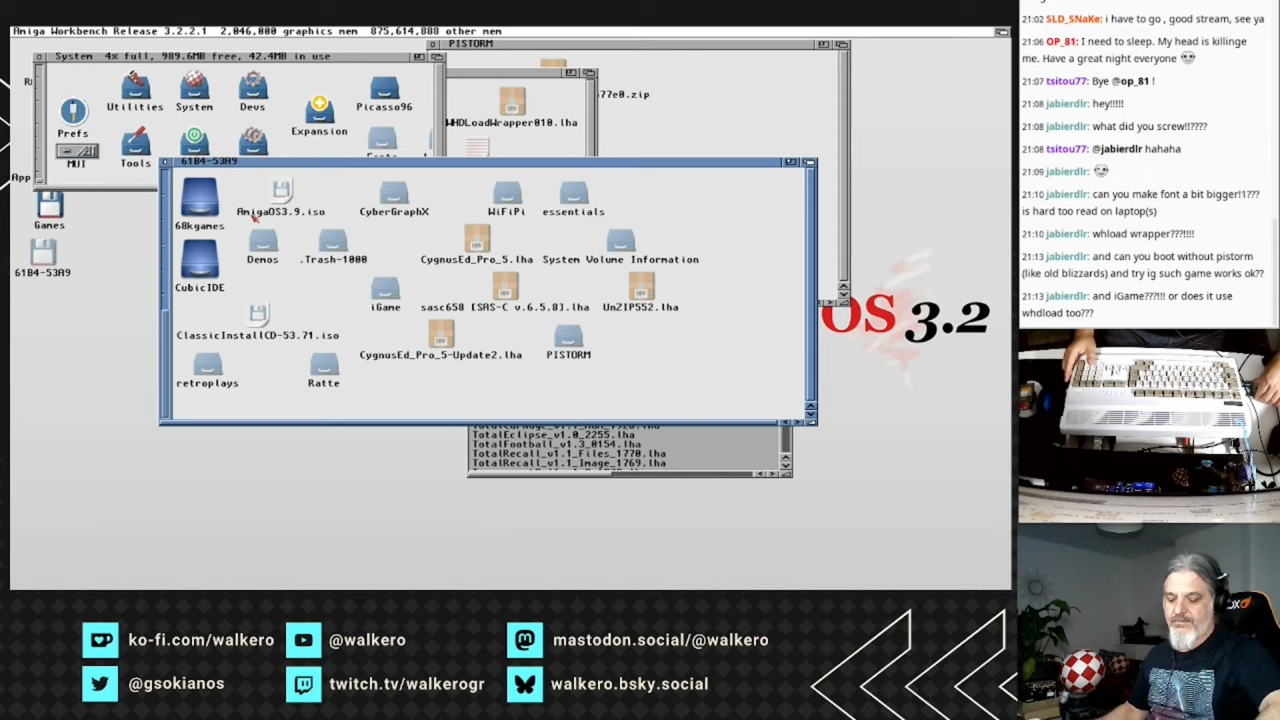 Amiga Workbench Release 3.2.2.1 2,046,000 graphics mem 875,614,888 other mem
PISTORM
System 4x full, 989.6MB free, 42.4MB in use
Utilities
System
Devs
Picasso96
Prefs
Expansion
MUI
Tools
WHDLoadWrapper010.lha
77e0.zip
App
Games
61B4-53A9
61B4-53A9
68kgames
AmigaOS3.9.iso
CyberGraphX
WiFiPi
essentials
CubicIDE
Demos
.Trash-1000
CygnusEd_Pro_5.lha
System Volume Information
iGame
sasc658 [SAS-C v.6.5.8].lha
UnZIP552.lha
ClassicInstallCD-53.71.iso
CygnusEd_Pro_5-Update2.lha
PISTORM
retroplays
Ratte
TotalEclipse_v1.0_2255.lha
TotalFootball_v1.3_0154.lha
TotalRecall_v1.1_Files_1770.lha
TotalRecall_v1.1_Image_1769.lha
OS 3.2
21:02 SLD_SNaKe: i have to go , good stream, see ya
21:06 OP_81: I need to sleep. My head is killinge
me. Have a great night everyone
21:07 tsitou77: Bye @op_81 !
21:08 jabierdlr: hey!!!!!
21:08 jabierdlr: what did you screw!!????
21:08 tsitou77: @jabierdlr hahaha
21:09 jabierdlr:
21:10 jabierdlr: can you make font a bit bigger!1???
is hard too read on laptop(s)
21:10 jabierdlr: whload wrapper???!!!!
21:13 jabierdlr: and can you boot without pistorm
(like old blizzards) and try ig such game works ok??
21:13 jabierdlr: and iGame???!!! or does it use
whdload too???
ko-fi.com/walkero
@walkero
mastodon.social/@walkero
@gsokianos
twitch.tv/walkerogr
walkero.bsky.social